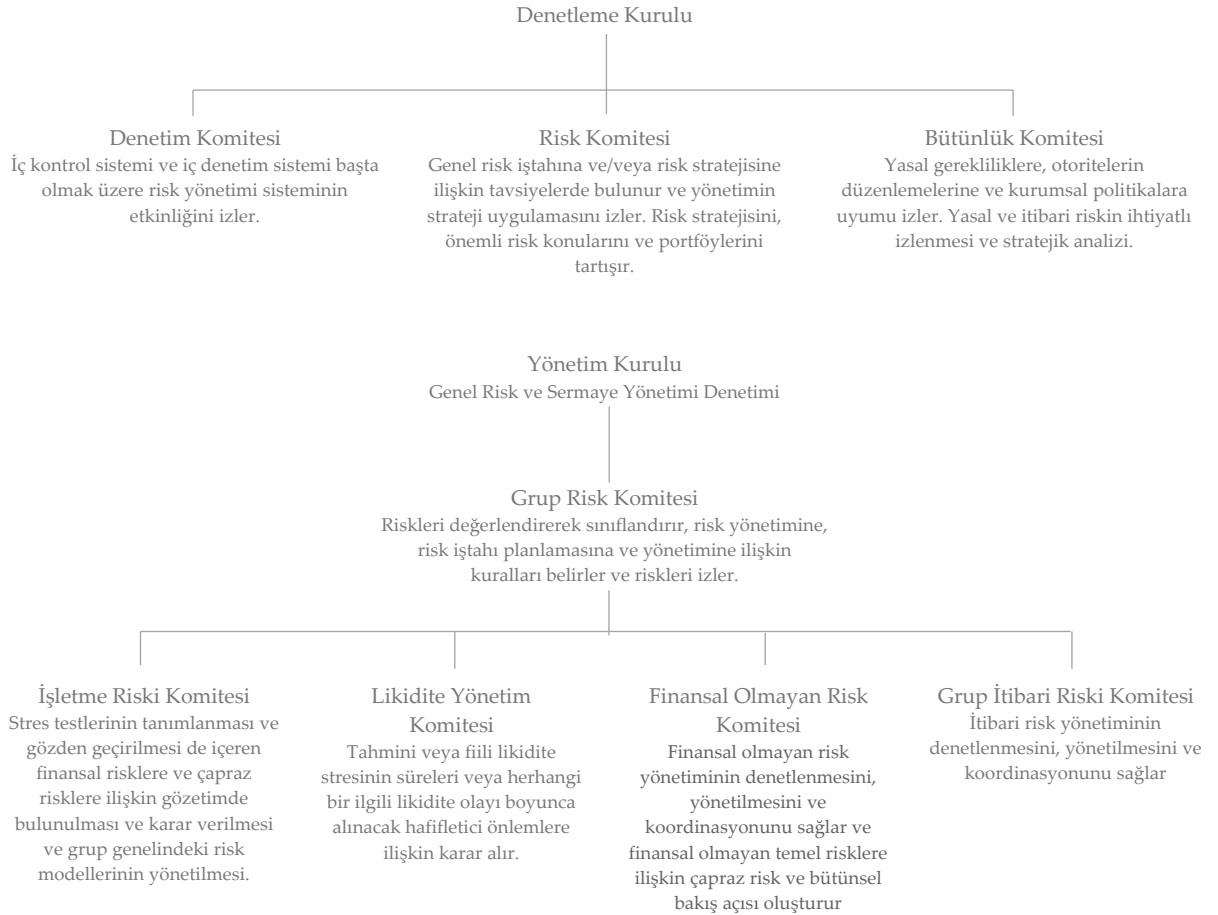 Denetleme Kurulu
Denetim Komitesi
İç kontrol sistemi ve iç denetim sistemi başta
olmak üzere risk yönetimi sisteminin
etkinliğini izler.
Risk Komitesi
Genel risk iştahına ve/veya risk stratejisine
ilişkin tavsiyelerde bulunur ve yönetimin
strateji uygulamasını izler. Risk stratejisini,
önemli risk konularını ve portföylerini
tartışır.
Bütünlük Komitesi
Yasal gerekliliklere, otoritelerin
düzenlemelerine ve kurumsal politikalara
uyumu izler. Yasal ve itibari riskin ihtiyatlı
izlenmesi ve stratejik analizi.
Yönetim Kurulu
Genel Risk ve Sermaye Yönetimi Denetimi
Grup Risk Komitesi
Riskleri değerlendirerek sınıflandırır, risk yönetimine,
risk iştahı planlamasına ve yönetimine ilişkin
kuralları belirler ve riskleri izler.
İşletme Riski Komitesi
Stres testlerinin tanımlanması ve
gözden geçirilmesi de içeren
finansal risklere ve çapraz
risklere ilişkin gözetimde
bulunulması ve karar verilmesi
ve grup genelindeki risk
modellerinin yönetilmesi.
Likidite Yönetim
Komitesi
Tahmini veya fiili likidite
stresinin süreleri veya herhangi
bir ilgili likidite olayı boyunca
alınacak hafifletici önlemlere
ilişkin karar alır.
Finansal Olmayan Risk
Komitesi
Finansal olmayan risk
yönetiminin denetlenmesini,
yönetilmesini ve
koordinasyonunu sağlar ve
finansal olmayan temel risklere
ilişkin çapraz risk ve bütünsel
bakış açısı oluşturur
Grup İtibari Riski Komitesi
İtibari risk yönetiminin
denetlenmesini, yönetilmesini ve
koordinasyonunu sağlar